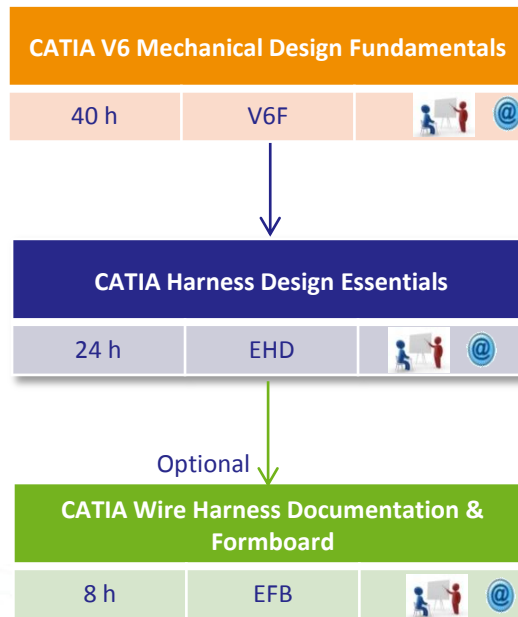 CATIA V6 Mechanical Design Fundamentals
40 h V6F @
CATIA Harness Design Essentials
24 h EHD @
Optional
CATIA Wire Harness Documentation &
Formboard
8 h EFB @